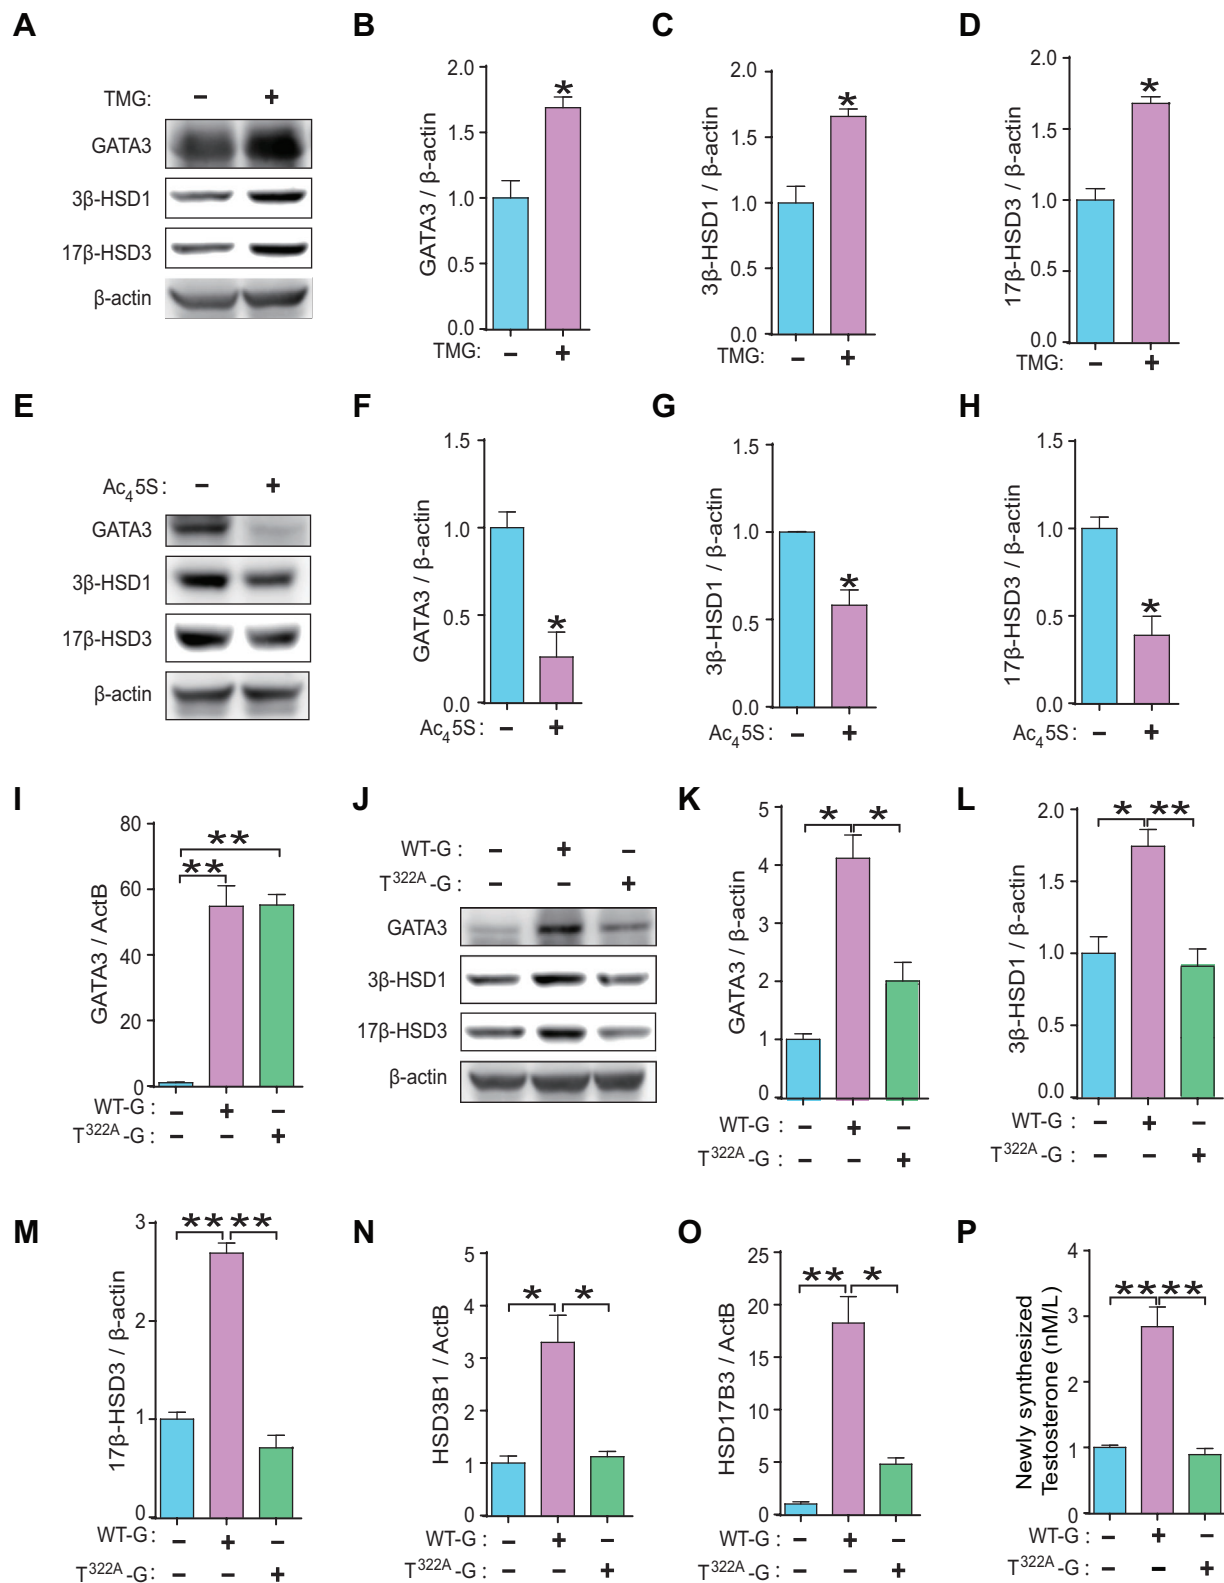 A
TMG: − +
GATA3
3β-HSD1
17β-HSD3
β-actin
B
GATA3 / β-actin
2.0
1.5
1.0
0.5
0.0
*
TMG: − +
C
3β-HSD1 / β-actin
2.0
1.5
1.0
0.5
0.0
*
TMG: − +
D
17β-HSD3 / β-actin
2.0
1.5
1.0
0.5
0.0
*
TMG: − +
E
Ac₄5S: − +
GATA3
3β-HSD1
17β-HSD3
β-actin
F
GATA3 / β-actin
1.5
1.0
0.5
0.0
*
Ac₄5S: − +
G
3β-HSD1 / β-actin
1.5
1.0
0.5
0.0
*
Ac₄5S: − +
H
17β-HSD3 / β-actin
1.5
1.0
0.5
0.0
*
Ac₄5S: − +
I
GATA3 / ActB
80
60
40
20
0
**
**
WT-G : − + −
T³²²ᴬ-G : − − +
J
WT-G : − + −
T³²²ᴬ-G : − − +
GATA3
3β-HSD1
17β-HSD3
β-actin
K
GATA3 / β-actin
5
4
3
2
1
0
* *
WT-G : − + −
T³²²ᴬ-G : − − +
L
3β-HSD1 / β-actin
2.0
1.5
1.0
0.5
0.0
* **
WT-G : − + −
T³²²ᴬ-G : − − +
M
17β-HSD3 / β-actin
3
2
1
0
** **
WT-G : − + −
T³²²ᴬ-G : − − +
N
HSD3B1 / ActB
5
4
3
2
1
0
* *
WT-G : − + −
T³²²ᴬ-G : − − +
O
HSD17B3 / ActB
25
20
15
10
5
0
** *
WT-G : − + −
T³²²ᴬ-G : − − +
P
Newly synthesized
Testosterone (nM/L)
4
3
2
1
0
** **
WT-G : − + −
T³²²ᴬ-G : − − +